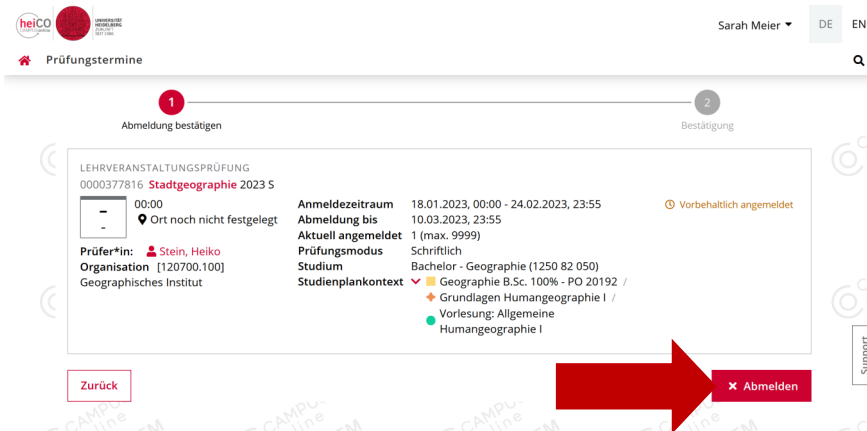 heiCO
CAMPUSonline
UNIVERSITÄT
HEIDELBERG
ZUKUNFT
SEIT 1386
Sarah Meier
DE
EN
Prüfungstermine
1
2
Abmeldung bestätigen
Bestätigung
LEHRVERANSTALTUNGSPRÜFUNG
0000377816 Stadtgeographie 2023 S
–
-
00:00
Ort noch nicht festgelegt
Prüfer*in: Stein, Heiko
Organisation [120700.100]
Geographisches Institut
Anmeldezeitraum 18.01.2023, 00:00 - 24.02.2023, 23:55
Abmeldung bis 10.03.2023, 23:55
Aktuell angemeldet 1 (max. 9999)
Prüfungsmodus Schriftlich
Studium Bachelor - Geographie (1250 82 050)
Studienplankontext Geographie B.Sc. 100% - PO 20192 /
Grundlagen Humangeographie I /
Vorlesung: Allgemeine
Humangeographie I
Vorbehaltlich angemeldet
Support
Zurück
Abmelden